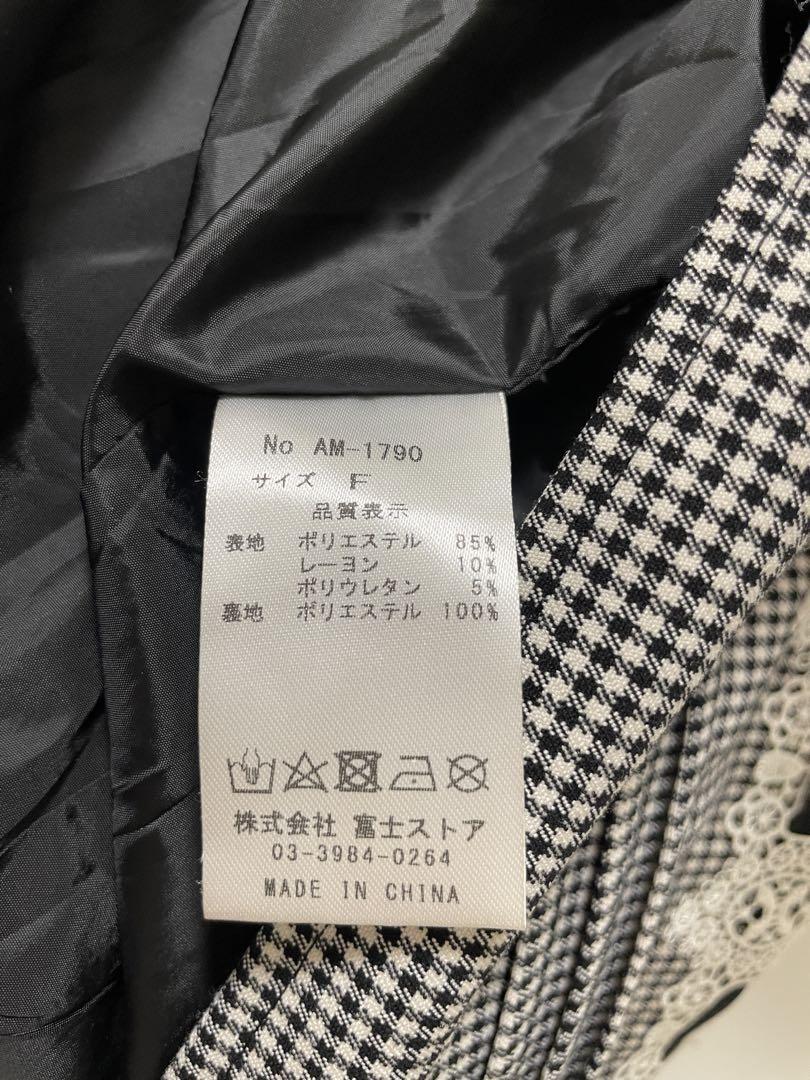 No AM-1790
サイズ F
品質表示
表地 ポリエステル 85%
レーヨン 10%
ポリウレタン 5%
裏地 ポリエステル 100%
株式会社 富士ストア
03-3984-0264
MADE IN CHINA